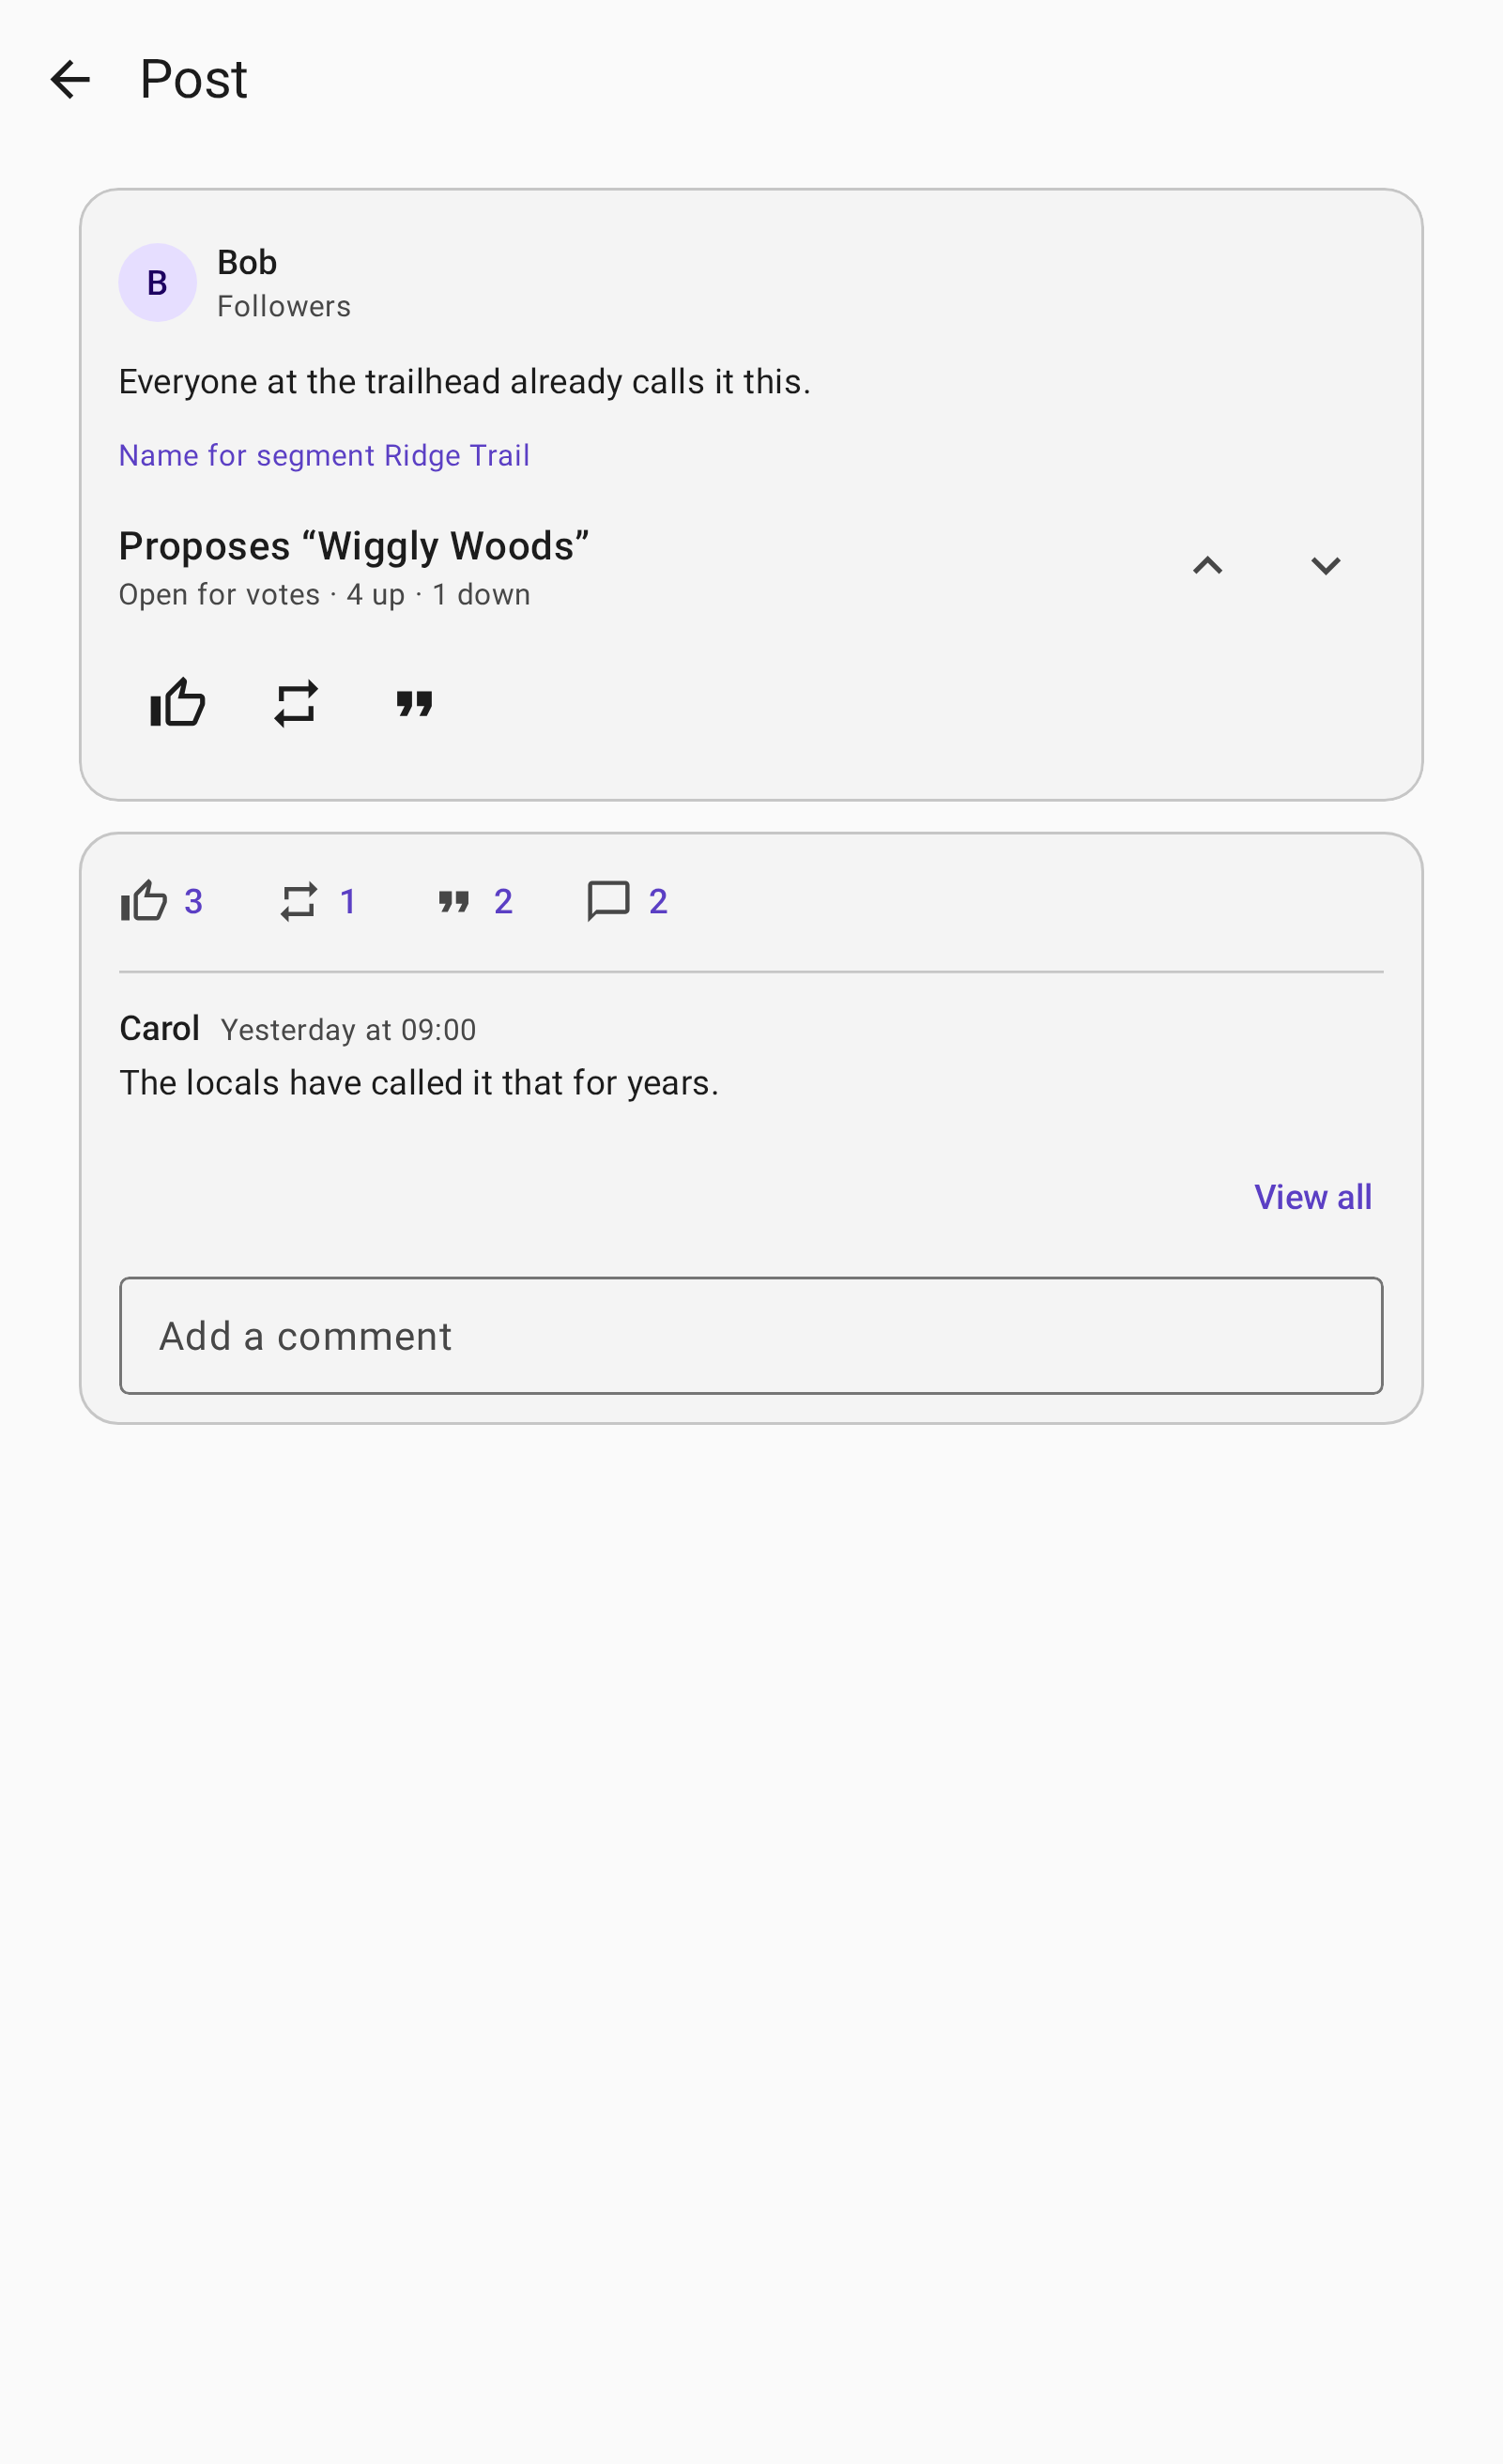 Post
B
Bob
Followers
Everyone at the trailhead already calls it this.
Name for segment Ridge Trail
Proposes “Wiggly Woods”
Open for votes · 4 up · 1 down
3 1 2 2
Carol Yesterday at 09:00
The locals have called it that for years.
View all
Add a comment